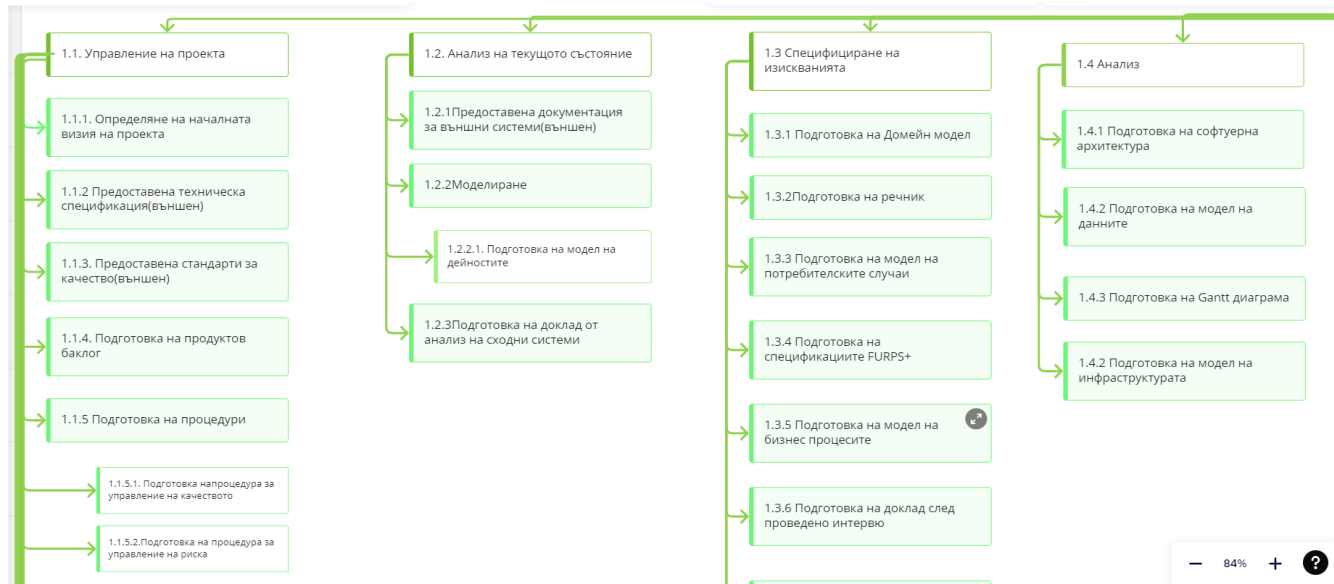 1.1. Управление на проекта
1.1.1. Определяне на началната
визия на проекта
1.1.2 Предоставена техническа
спецификация(външен)
1.1.3. Предоставена стандарти за
качество(външен)
1.1.4. Подготовка на продуктов
баклог
1.1.5 Подготовка на процедури
1.1.5.1. Подготовка напроцедура за
управление на качеството
1.1.5.2.Подготовка на процедура за
управление на риска
1.2. Анализ на текущото състояние
1.2.1Предоставена документация
за външни системи(външен)
1.2.2Моделиране
1.2.2.1. Подготовка на модел на
дейностите
1.2.3Подготовка на доклад от
анализ на сходни системи
1.3 Специфициране на
изискванията
1.3.1 Подготовка на Домейн модел
1.3.2Подготовка на речник
1.3.3 Подготовка на модел на
потребителските случаи
1.3.4 Подготовка на
спецификациите FURPS+
1.3.5 Подготовка на модел на
бизнес процесите
1.3.6 Подготовка на доклад след
проведено интервю
1.4 Анализ
1.4.1 Подготовка на софтуерна
архитектура
1.4.2 Подготовка на модел на
данните
1.4.3 Подготовка на Gantt диаграма
1.4.2 Подготовка на модел на
инфраструктурата
84%